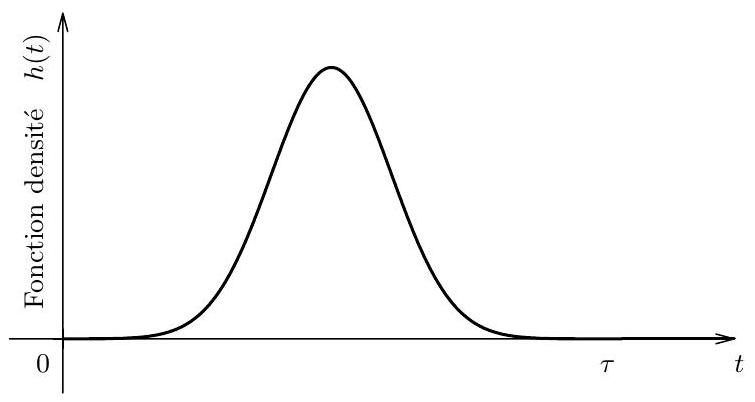 Fonction densité h(t)
0
τ
t